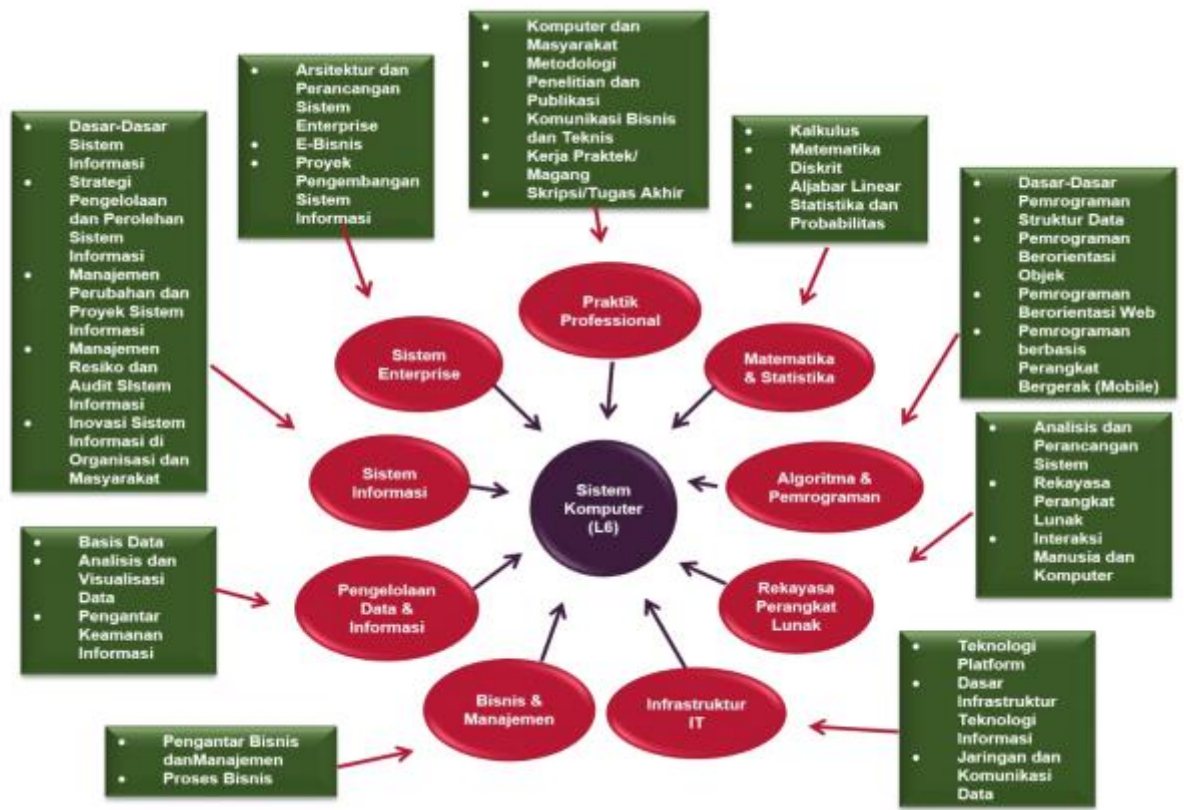 • Komputer dan
Masyarakat
• Metodologi
Penelitian dan
Publikasi
• Komunikasi Bisnis
dan Teknis
• Kerja Praktek/
Magang
• Skripsi/Tugas Akhir
• Arsitektur dan
Perancangan
Sistem
Enterprise
• E-Bisnis
• Proyek
Pengembangan
Sistem
Informasi
• Dasar-Dasar
Sistem
Informasi
• Strategi
Pengelolaan
dan Perolehan
Sistem
Informasi
• Manajemen
Perubahan dan
Proyek Sistem
Informasi
• Manajemen
Resiko dan
Audit SIstem
Informasi
• Inovasi Sistem
Informasi di
Organisasi dan
Masyarakat
• Kalkulus
• Matematika
Diskrit
• Aljabar Linear
• Statistika dan
Probabilitas
• Dasar-Dasar
Pemrograman
• Struktur Data
• Pemrograman
Berorientasi
Objek
• Pemrograman
Berorientasi Web
• Pemrograman
berbasis
Perangkat
Bergerak (Mobile)
Praktik
Professional
Sistem
Enterprise
Matematika
& Statistika
Sistem
Informasi
Sistem
Komputer
(L6)
Algoritma &
Pemrograman
• Analisis dan
Perancangan
Sistem
• Rekayasa
Perangkat
Lunak
• Interaksi
Manusia dan
Komputer
• Basis Data
• Analisis dan
Visualisasi
Data
• Pengantar
Keamanan
Informasi
Pengelolaan
Data &
Informasi
Rekayasa
Perangkat
Lunak
Bisnis &
Manajemen
Infrastruktur
IT
• Teknologi
Platform
• Dasar
Infrastruktur
Teknologi
Informasi
• Jaringan dan
Komunikasi
Data
• Pengantar Bisnis
danManajemen
• Proses Bisnis